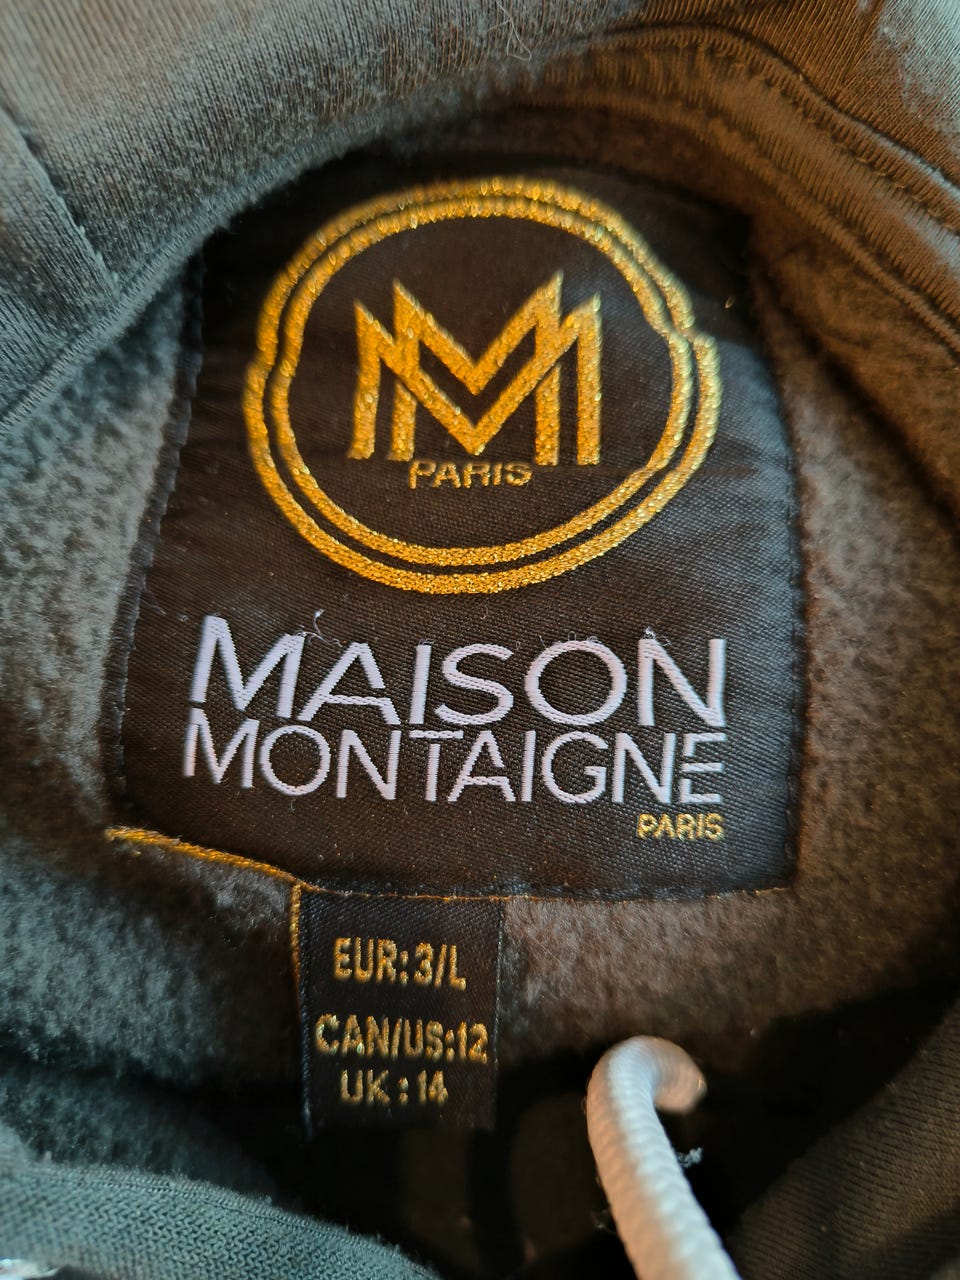 MM
PARIS
MAISON
MONTAIGNE
PARIS
EUR:3/L
CAN/US:12
UK:14